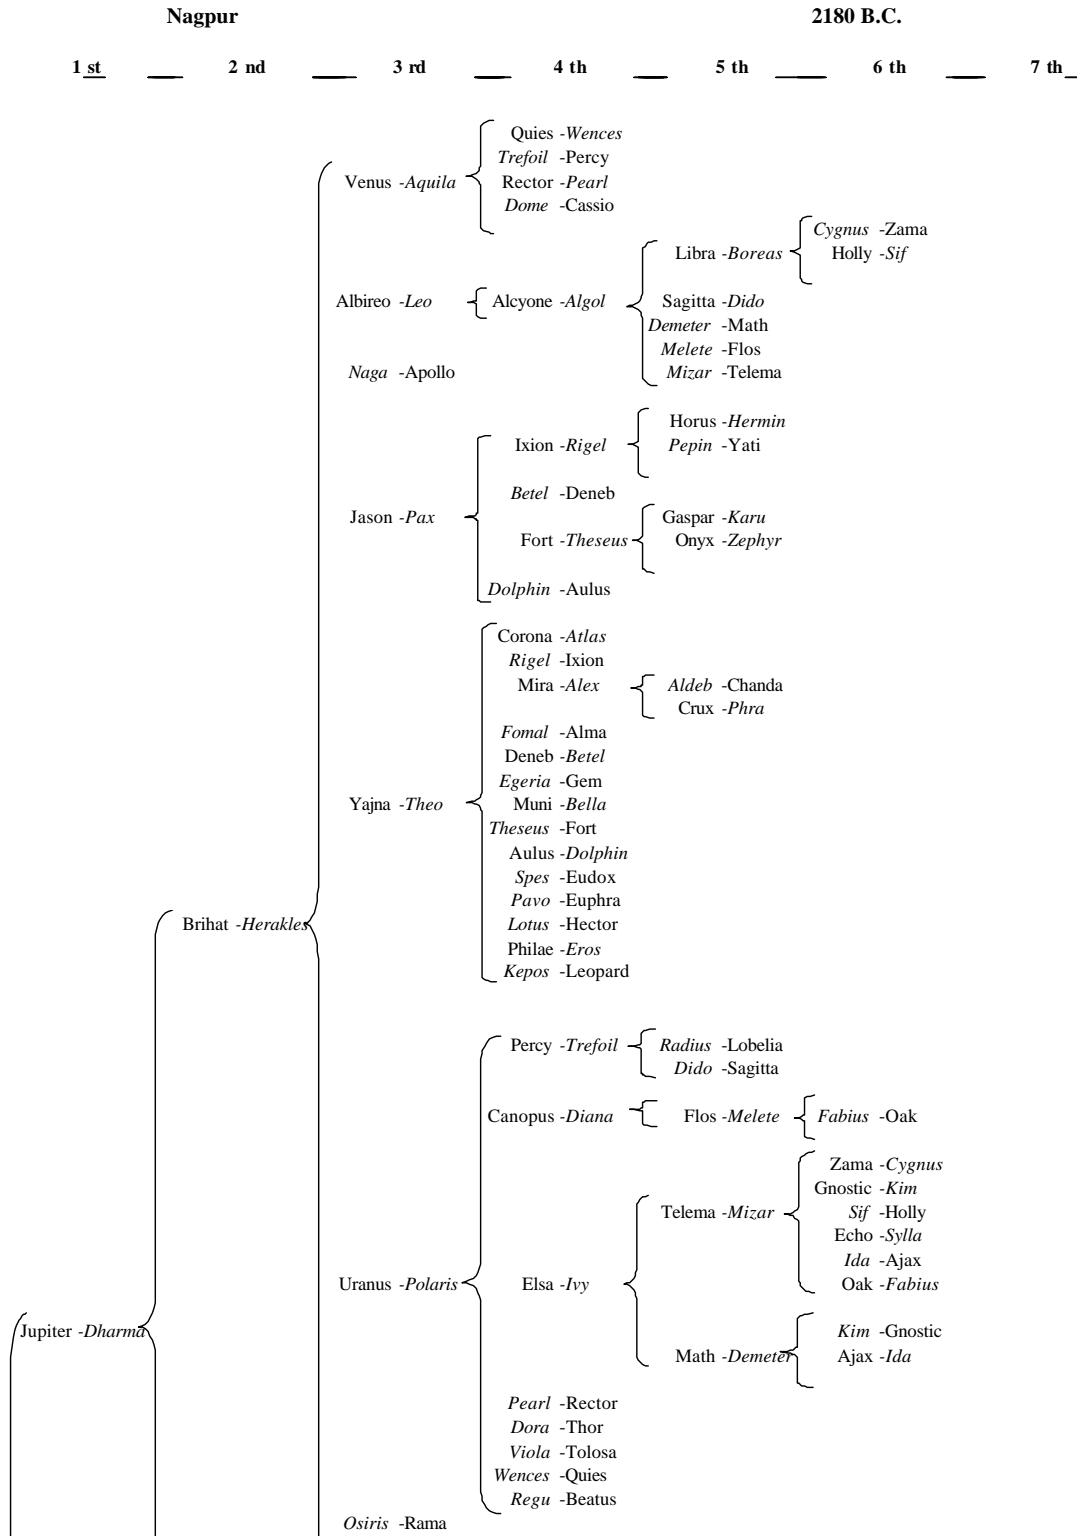 Nagpur 2180 B.C.
1 st 2 nd 3 rd 4 th 5 th 6 th 7 th
Quies -Wences
Trefoil -Percy
Venus -Aquila
Rector -Pearl
Dome -Cassio
Cygnus -Zama
Libra -Boreas
Holly -Sif
Albireo -Leo
Alcyone -Algol
Sagitta -Dido
Demeter -Math
Melete -Flos
Naga -Apollo
Mizar -Telema
Horus -Hermin
Ixion -Rigel
Pepin -Yati
Betel -Deneb
Jason -Pax
Gaspar -Karu
Fort -Theseus
Onyx -Zephyr
Dolphin -Aulus
Corona -Atlas
Rigel -Ixion
Mira -Alex
Aldeb -Chanda
Crux -Phra
Fomal -Alma
Deneb -Betel
Egeria -Gem
Yajna -Theo
Muni -Bella
Theseus -Fort
Aulus -Dolphin
Spes -Eudox
Pavo -Euphra
Brihat -Herakles
Lotus -Hector
Philae -Eros
Kepos -Leopard
Percy -Trefoil
Radius -Lobelia
Dido -Sagitta
Canopus -Diana
Flos -Melete
Fabius -Oak
Zama -Cygnus
Gnostic -Kim
Telema -Mizar
Sif -Holly
Echo -Sylla
Ida -Ajax
Uranus -Polaris
Elsa -Ivy
Oak -Fabius
Jupiter -Dharma
Kim -Gnostic
Math -Demeter
Ajax -Ida
Pearl -Rector
Dora -Thor
Viola -Tolosa
Wences -Quies
Regu -Beatus
Osiris -Rama